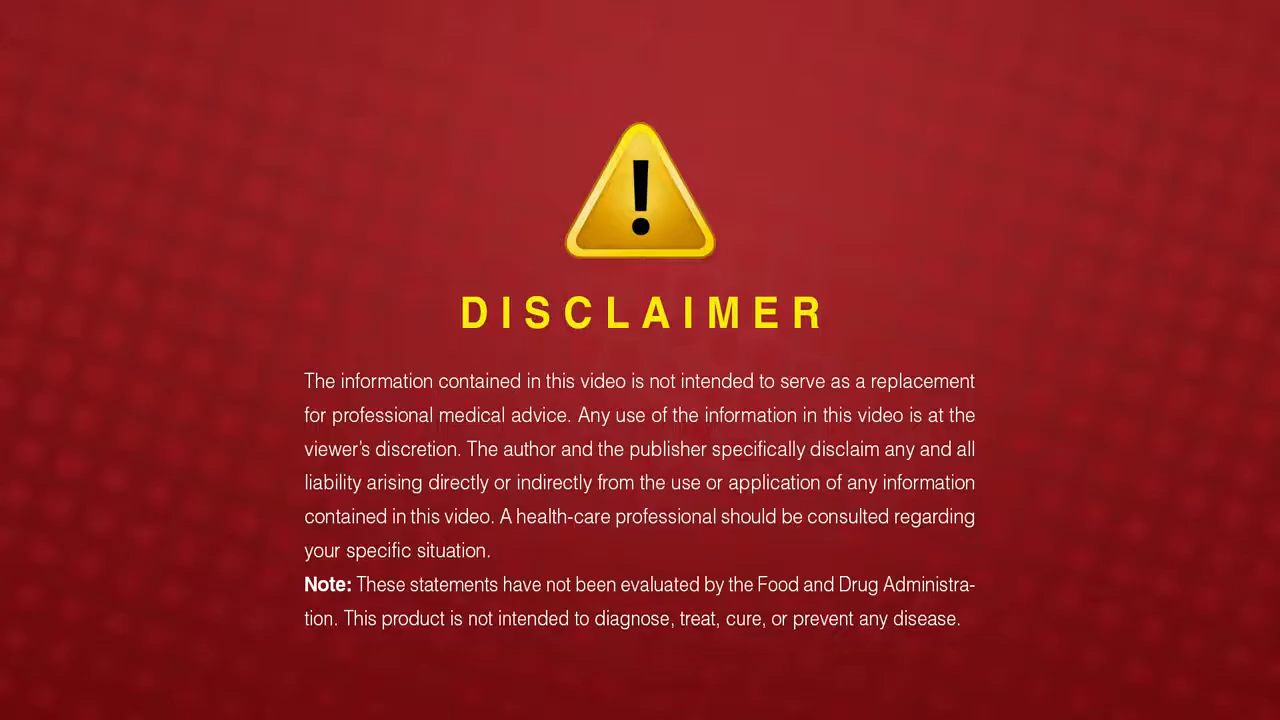 !
DISCLAIMER
The information contained in this video is not intended to serve as a replacement
for professional medical advice. Any use of the information in this video is at the
viewer's discretion. The author and the publisher specifically disclaim any and all
liability arising directly or indirectly from the use or application of any information
contained in this video. A health-care professional should be consulted regarding
your specific situation.
Note: These statements have not been evaluated by the Food and Drug Administra-
tion. This product is not intended to diagnose, treat, cure, or prevent any disease.